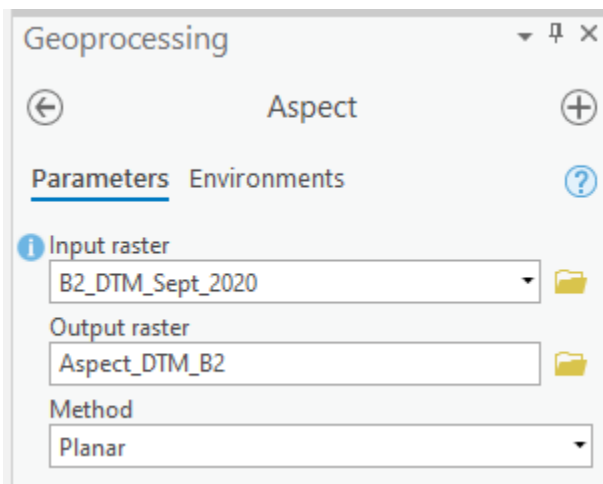 Geoprocessing
Aspect
Parameters Environments
Input raster
B2_DTM_Sept_2020
Output raster
Aspect_DTM_B2
Method
Planar